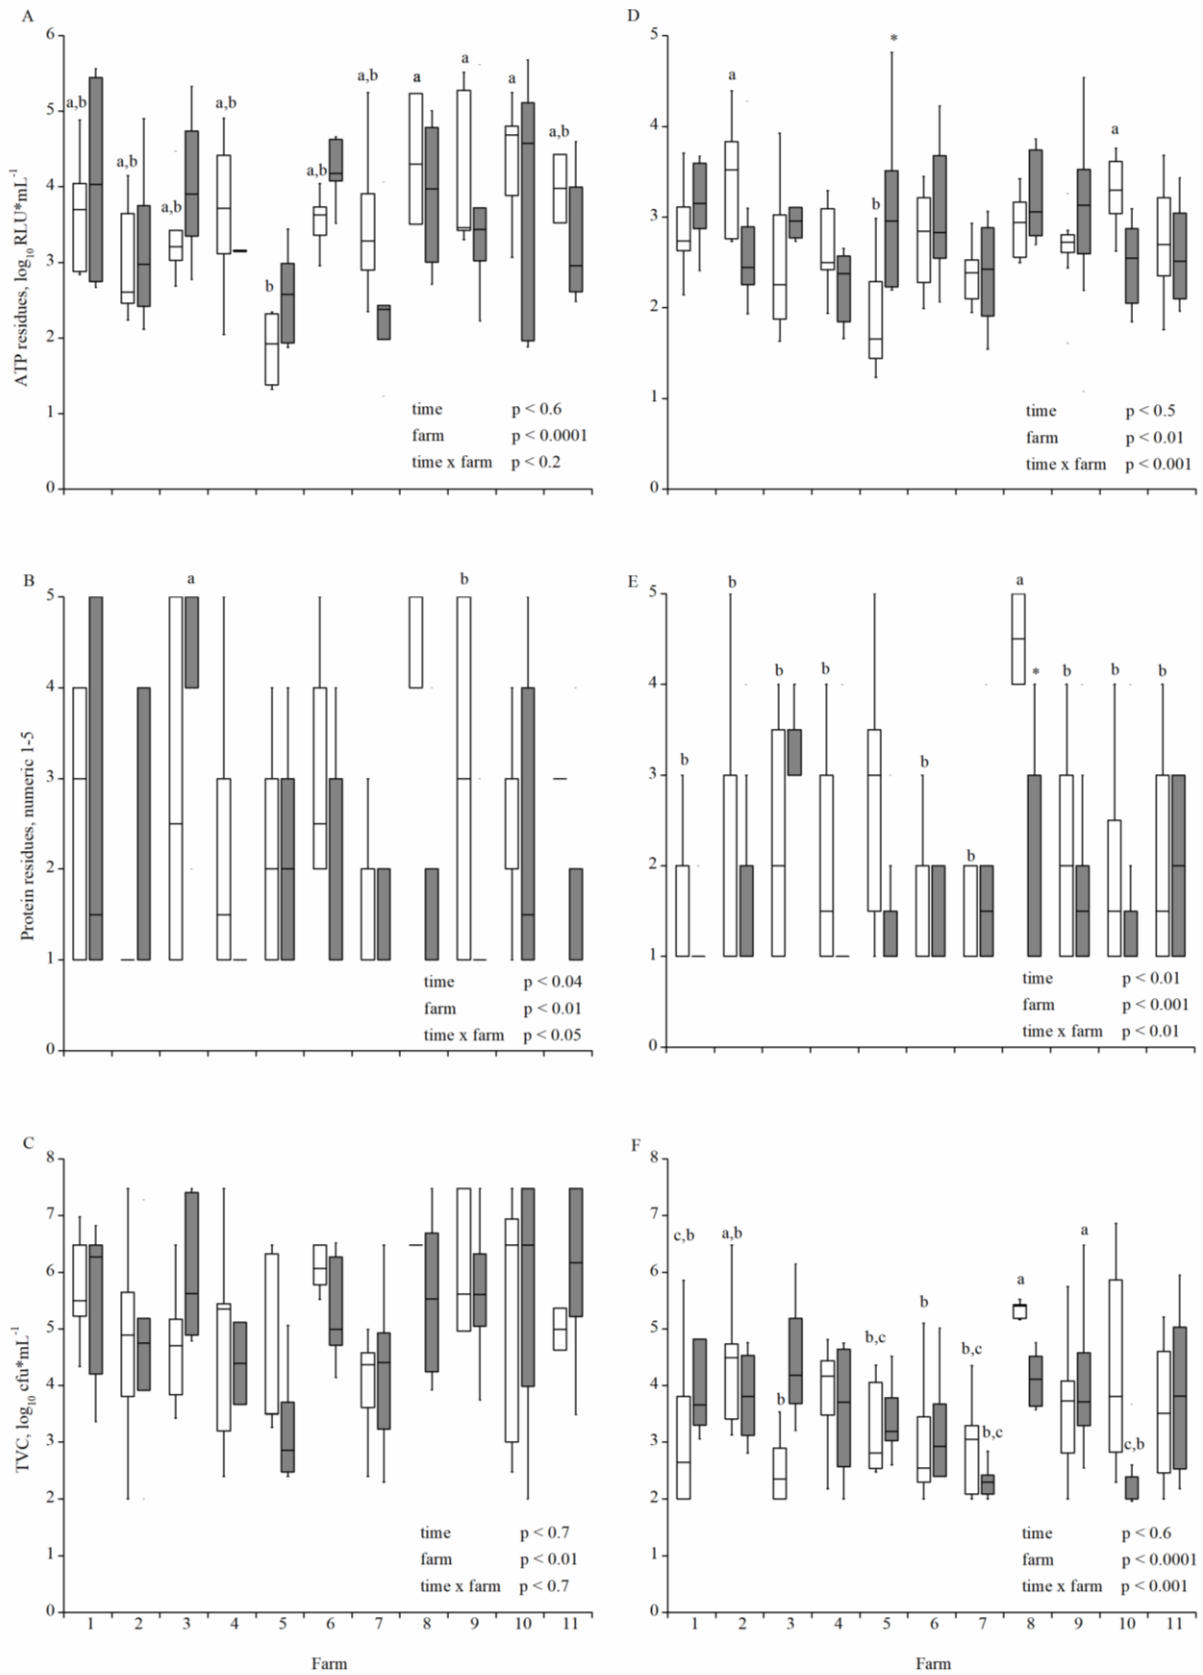 A
ATP residues, log10 RLU*mL-1
6
5
4
3
2
1
0
a,b
a,b
a,b
a,b
b
a,b
a,b
a
a
a
a,b
time p < 0.6
farm p < 0.0001
time x farm p < 0.2
D
5
4
3
2
1
0
a
b
*
a
time p < 0.5
farm p < 0.01
time x farm p < 0.001
B
Protein residues, numeric 1-5
5
4
3
2
1
0
a
b
time p < 0.04
farm p < 0.01
time x farm p < 0.05
E
5
4
3
2
1
0
b
b
b
b
b
b
a
*
b
b
b
time p < 0.01
farm p < 0.001
time x farm p < 0.01
C
TVC, log10 cfu*mL-1
8
7
6
5
4
3
2
1
0
time p < 0.7
farm p < 0.01
time x farm p < 0.7
1 2 3 4 5 6 7 8 9 10 11
Farm
F
8
7
6
5
4
3
2
1
0
c,b
a,b
b
b,c
b
b,c
b,c
a
a
c,b
time p < 0.6
farm p < 0.0001
time x farm p < 0.001
1 2 3 4 5 6 7 8 9 10 11
Farm